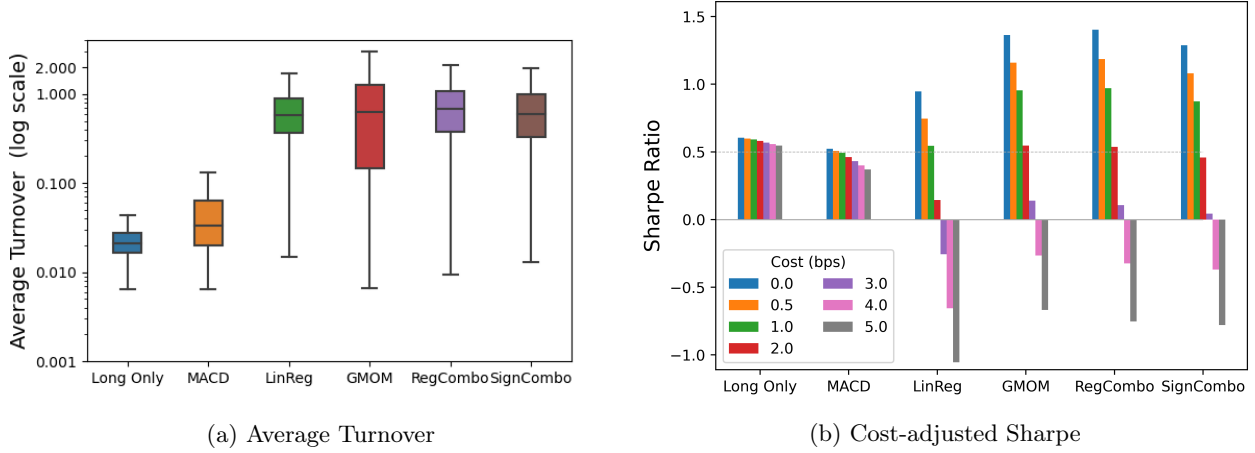 Average Turnover  (log scale)
2.000
1.000
0.100
0.010
0.001
Long Only MACD LinReg GMOM RegCombo SignCombo
(a) Average Turnover
Sharpe Ratio
1.5
1.0
0.5
0.0
−0.5
−1.0
Cost (bps)
0.0 3.0
0.5 4.0
1.0 5.0
2.0
Long Only MACD LinReg GMOM RegCombo SignCombo
(b) Cost-adjusted Sharpe